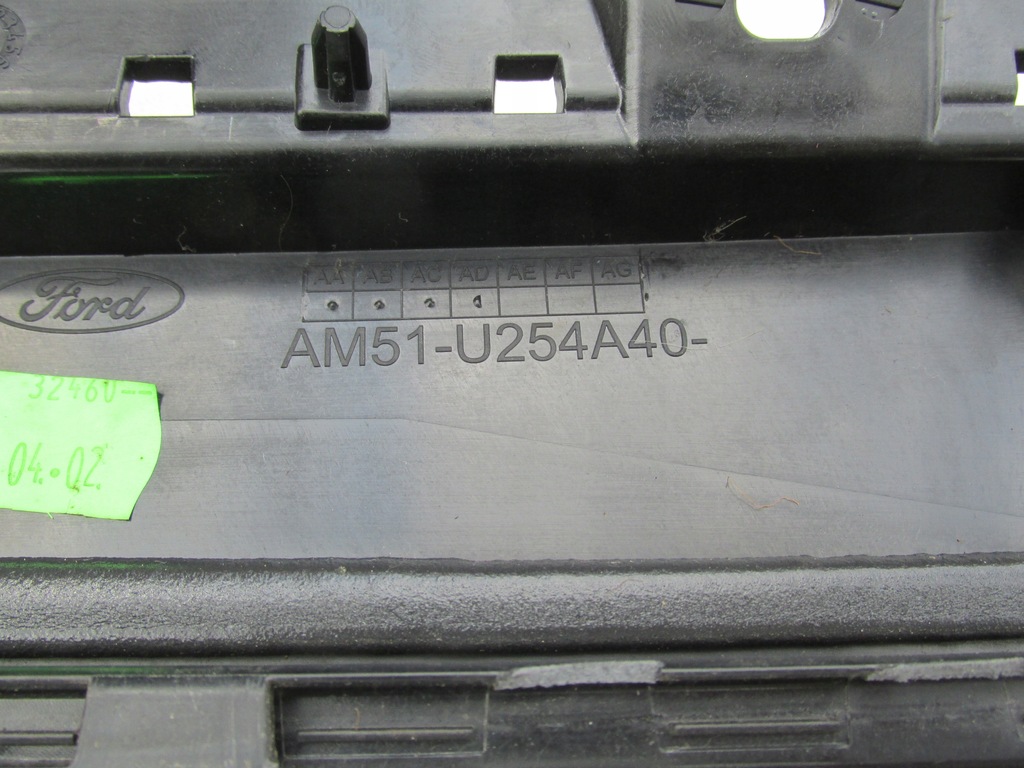 Ford
AA AB AC AD AE AF AG
AM51-U254A40-
32460--
04.02.